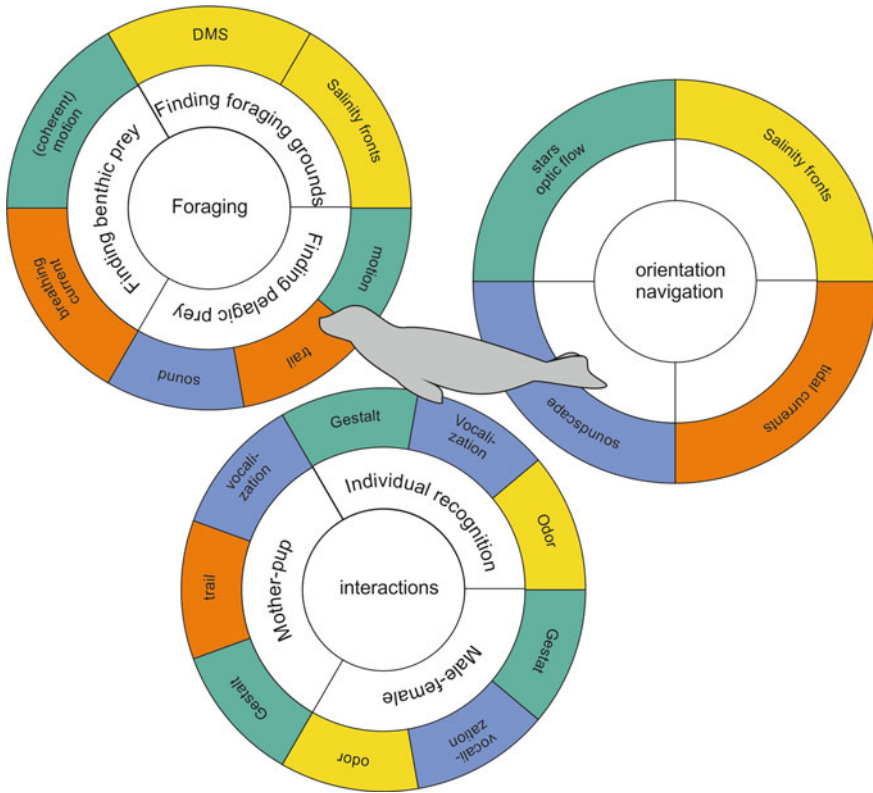 DMS
Salinity fronts
(coherent)
motion
Finding foraging grounds
Finding benthic prey
Foraging
Finding pelagic prey
motion
breathing
current
sound
trail
stars
optic flow
Salinity fronts
orientation
navigation
soundscape
tidal currents
Gestalt
Vocali-
zation
vocali-
zation
Individual recognition
Odor
Mother-pup
trail
interactions
Gestat
Male-female
Gestalt
odor
vocali-
zation